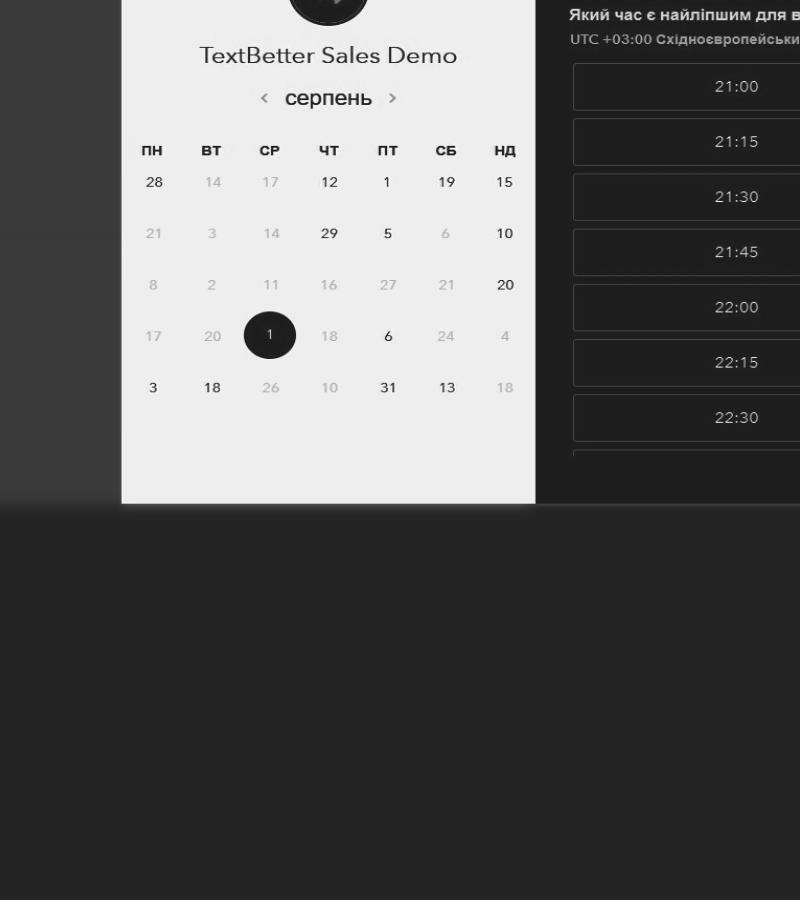 TextBetter Sales Demo
‹ серпень ›
ПН ВТ СР ЧТ ПТ СБ НД
28 14 17 12 1 19 15
21 3 14 29 5 6 10
8 2 11 16 27 21 20
17 20 1 18 6 24 4
3 18 26 10 31 13 18
Який час є найліпшим для в
UTC +03:00 Східноєвропейськи
21:00
21:15
21:30
21:45
22:00
22:15
22:30